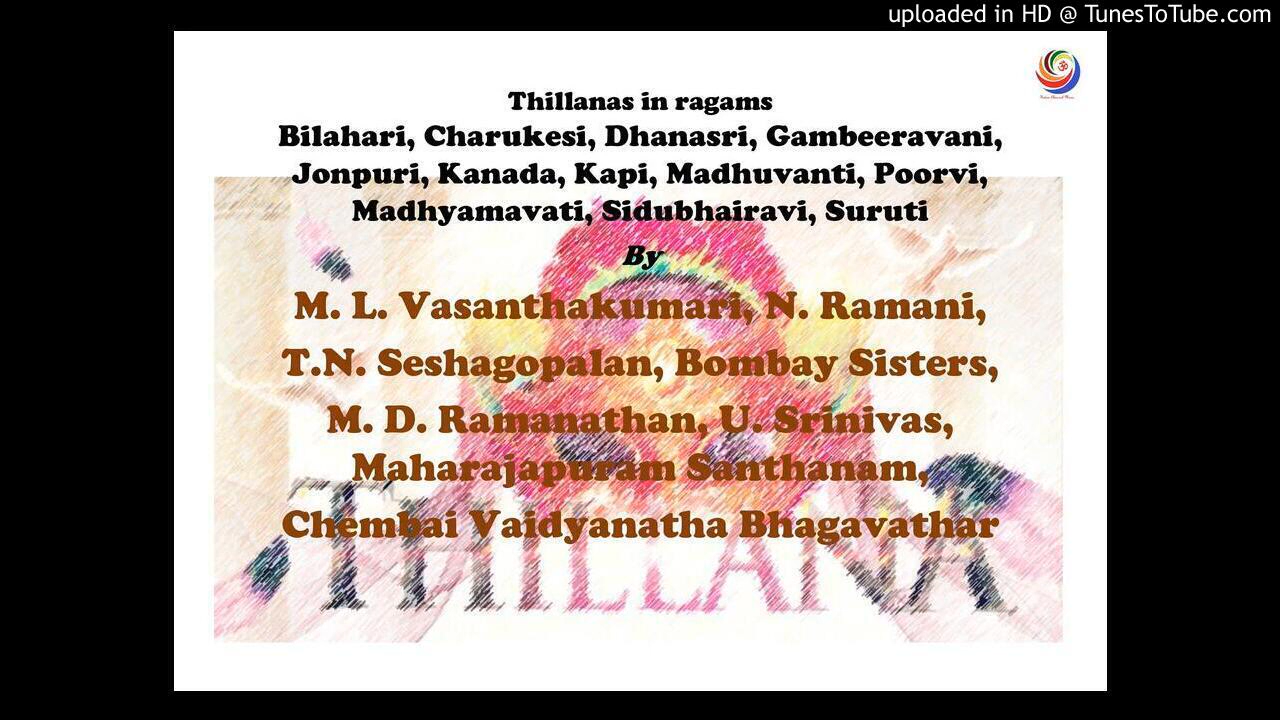 uploaded in HD @ TunesToTube.com
Thillanas in ragams
Bilahari, Charukesi, Dhanasri, Gambeeravani,
Jonpuri, Kanada, Kapi, Madhuvanti, Poorvi,
Madhyamavati, Sidubhairavi, Suruti
By
M. L. Vasanthakumari, N. Ramani,
T.N. Seshagopalan, Bombay Sisters,
M. D. Ramanathan, U. Srinivas,
Maharajapuram Santhanam,
Chembai Vaidyanatha Bhagavathar
THILLANA